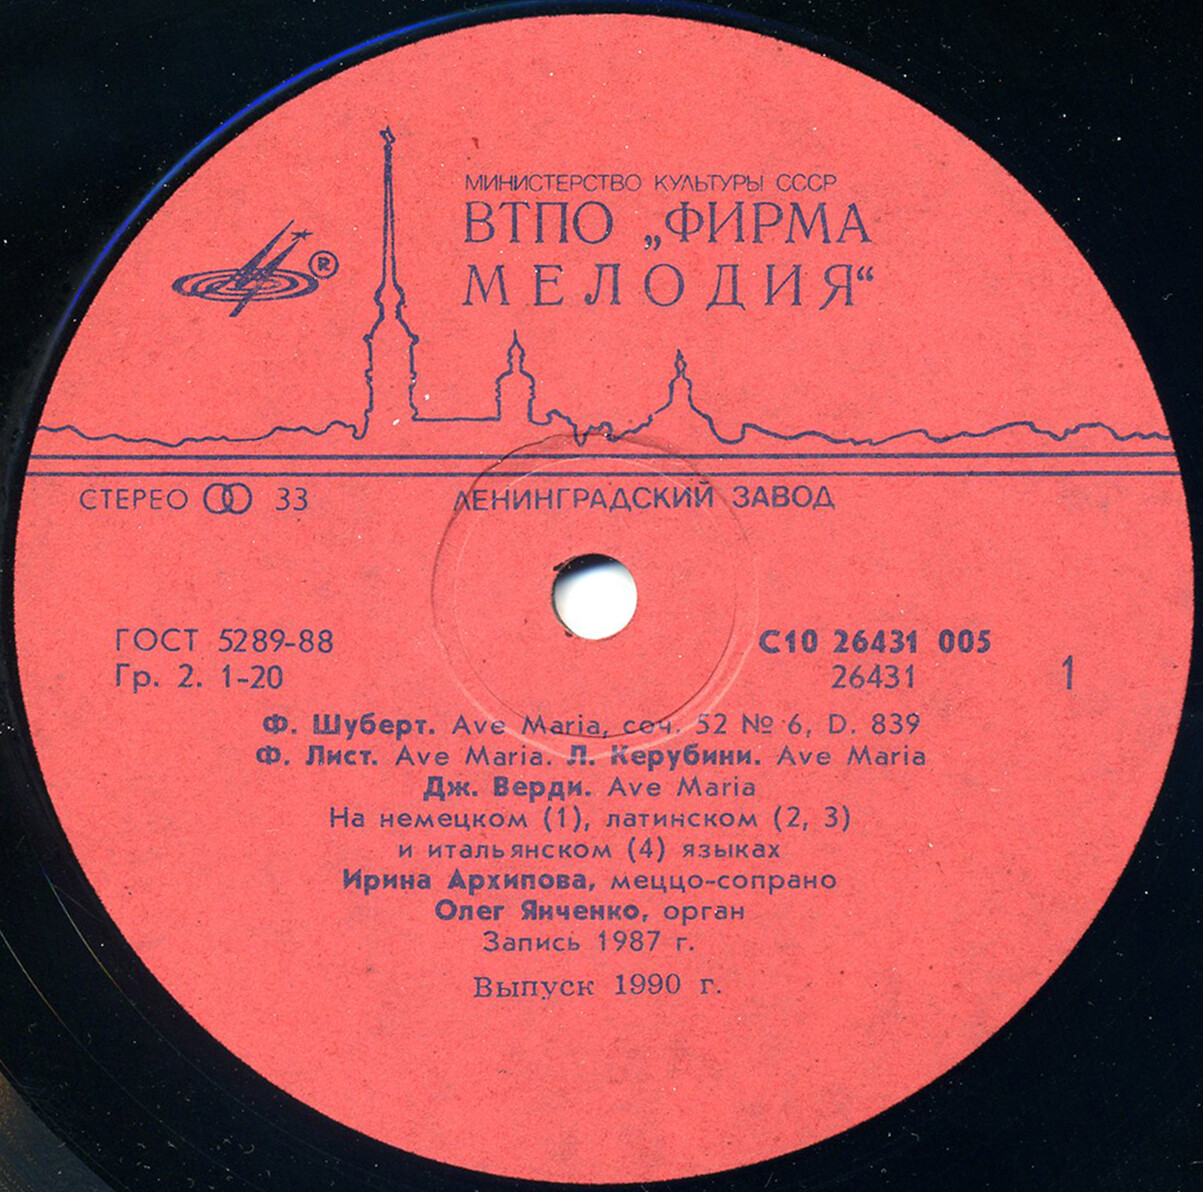 МИНИСТЕРСТВО КУЛЬТУРЫ СССР
ВТПО „ФИРМА
МЕЛОДИЯ“
®
СТЕРЕО 33
ЛЕНИНГРАДСКИЙ ЗАВОД
ГОСТ 5289-88
Гр. 2. 1-20
С10 26431 005
26431
1
Ф. Шуберт. Ave Maria, соч. 52 № 6, D. 839
Ф. Лист. Ave Maria. Л. Керубини. Ave Maria
Дж. Верди. Ave Maria
На немецком (1), латинском (2, 3)
и итальянском (4) языках
Ирина Архипова, меццо-сопрано
Олег Янченко, орган
Запись 1987 г.
Выпуск 1990 г.